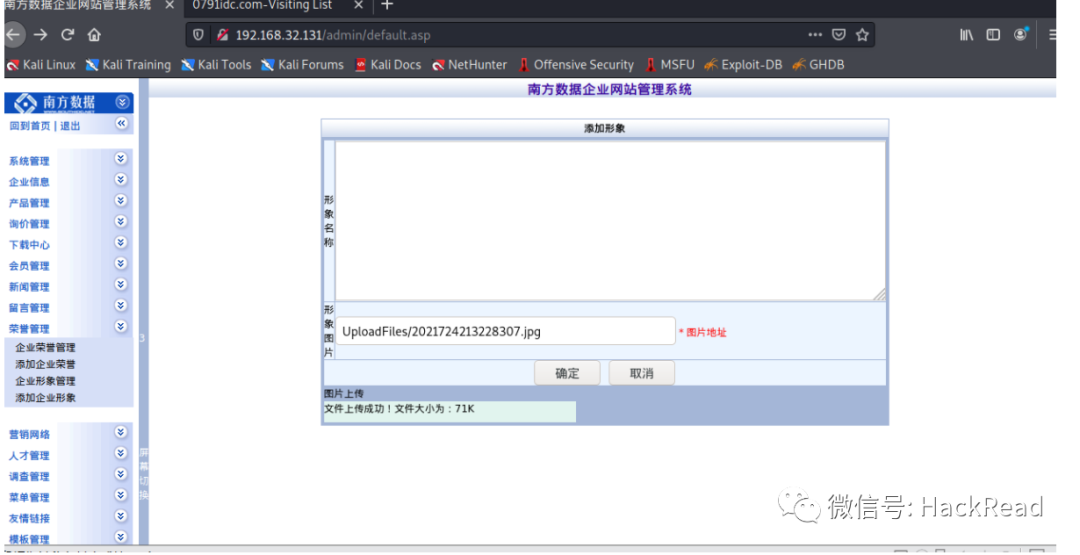 南方数据企业网站管理系统 × 0791idc.com-Visiting List × +
192.168.32.131/admin/default.asp
Kali Linux Kali Training Kali Tools Kali Forums Kali Docs NetHunter Offensive Security MSFU Exploit-DB GHDB
南方数据
回到首页 | 退出
系统管理
企业信息
产品管理
询价管理
下载中心
会员管理
新闻管理
留言管理
荣誉管理
企业荣誉管理
添加企业荣誉
企业形象管理
添加企业形象
营销网络
人才管理
调查管理
菜单管理
友情链接
模板管理
3
屏幕切换
南方数据企业网站管理系统
添加形象
形象名称
形象图片
UploadFiles/2021724213228307.jpg
* 图片地址
确定 取消
图片上传
文件上传成功！文件大小为：71K
微信号: HackRead